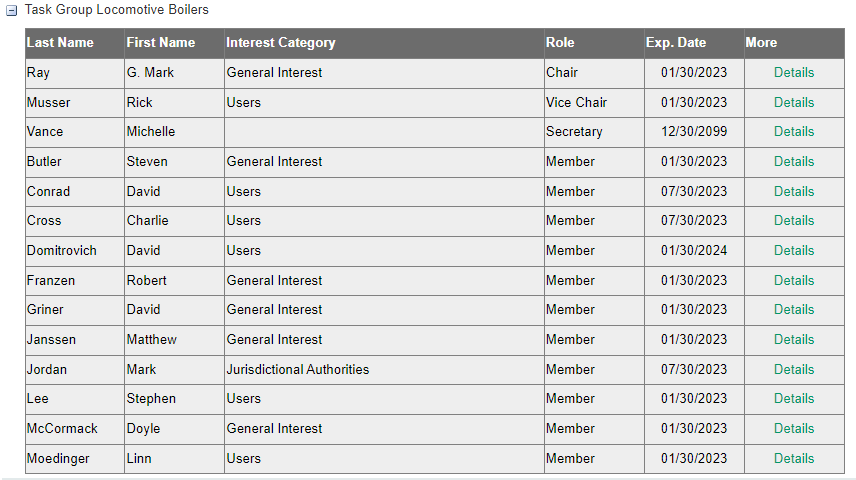 Task Group Locomotive Boilers
Last Name First Name Interest Category Role Exp. Date More
Ray G. Mark General Interest Chair 01/30/2023 Details
Musser Rick Users Vice Chair 01/30/2023 Details
Vance Michelle Secretary 12/30/2099 Details
Butler Steven General Interest Member 01/30/2023 Details
Conrad David Users Member 07/30/2023 Details
Cross Charlie Users Member 07/30/2023 Details
Domitrovich David Users Member 01/30/2024 Details
Franzen Robert General Interest Member 01/30/2023 Details
Griner David General Interest Member 01/30/2023 Details
Janssen Matthew General Interest Member 01/30/2023 Details
Jordan Mark Jurisdictional Authorities Member 07/30/2023 Details
Lee Stephen Users Member 01/30/2023 Details
McCormack Doyle General Interest Member 01/30/2023 Details
Moedinger Linn Users Member 01/30/2023 Details